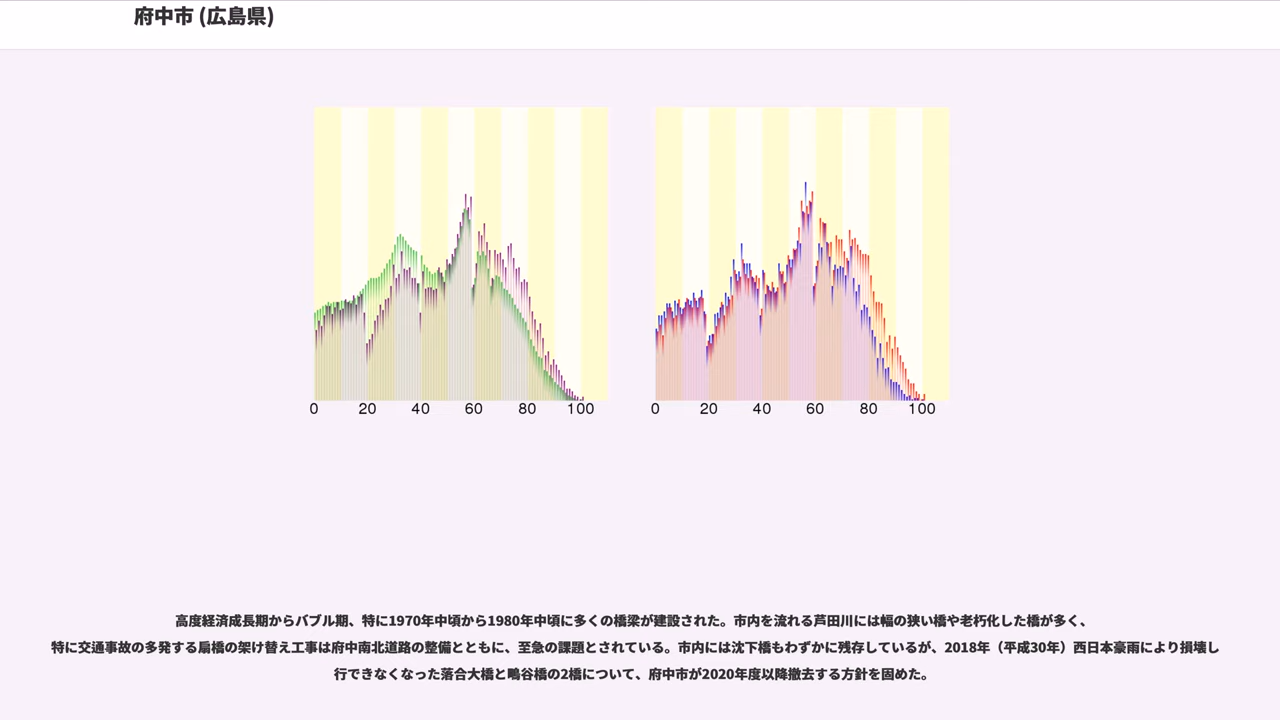 府中市 (広島県)
0 20 40 60 80 100
0 20 40 60 80 100
高度経済成長期からバブル期、特に1970年中頃から1980年中頃に多くの橋梁が建設された。市内を流れる芦田川には幅の狭い橋や老朽化した橋が多く、
特に交通事故の多発する扇橋の架け替え工事は府中南北道路の整備とともに、至急の課題とされている。市内には沈下橋もわずかに残存しているが、2018年（平成30年）西日本豪雨により損壊し
行できなくなった落合大橋と鴫谷橋の2橋について、府中市が2020年度以降撤去する方針を固めた。